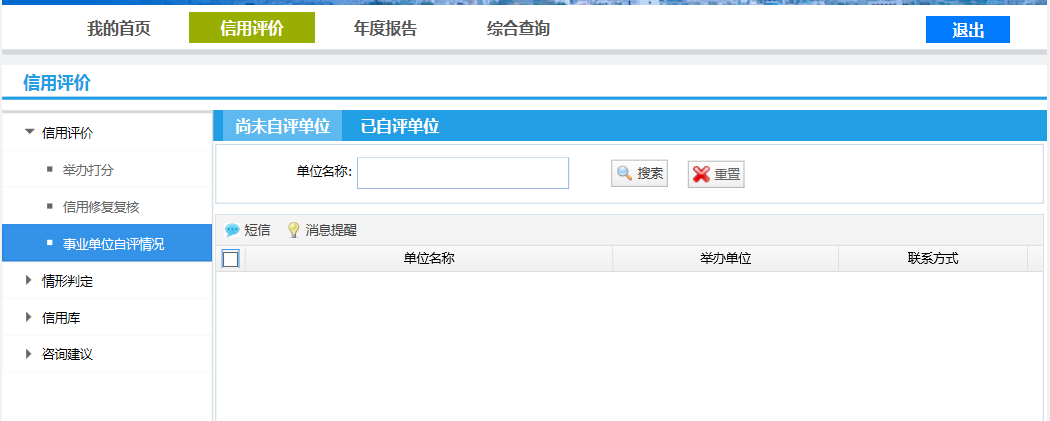 我的首页 信用评价 年度报告 综合查询 退出
信用评价
信用评价
举办打分
信用修复复核
事业单位自评情况
情形判定
信用库
咨询建议
尚未自评单位 已自评单位
单位名称: 搜索 重置
短信 消息提醒
单位名称 举办单位 联系方式